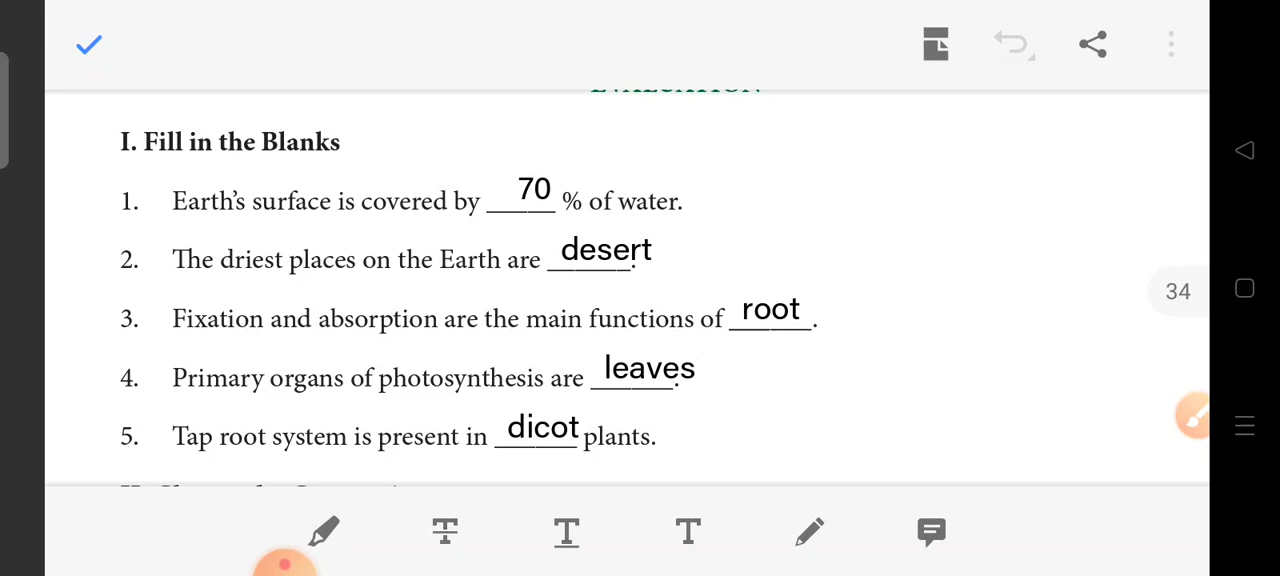 I. Fill in the Blanks
1. Earth's surface is covered by 70 % of water.
2. The driest places on the Earth are desert.
3. Fixation and absorption are the main functions of root.
4. Primary organs of photosynthesis are leaves.
5. Tap root system is present in dicot plants.
34